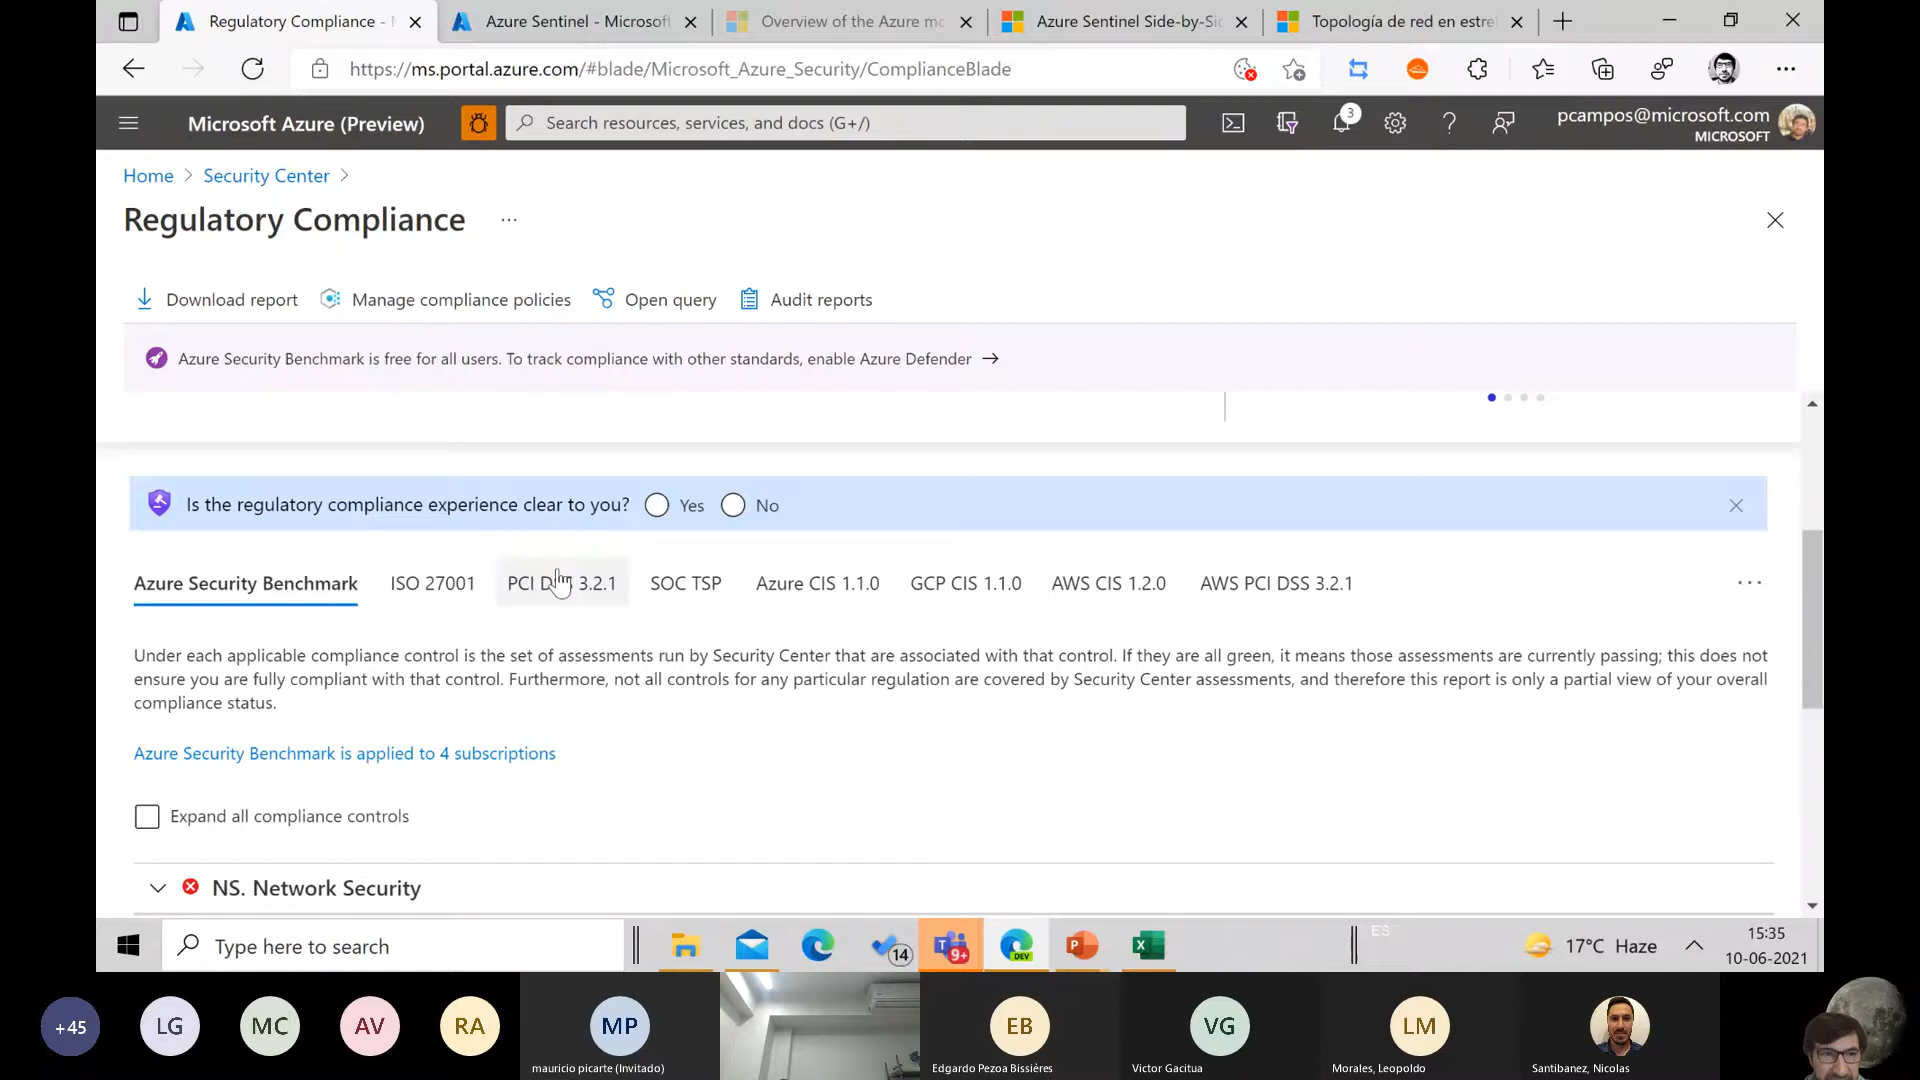 Regulatory Compliance -
Azure Sentinel - Microsoft
Overview of the Azure mo
Azure Sentinel Side-by-Si
Topología de red en estre
https://ms.portal.azure.com/#blade/Microsoft_Azure_Security/ComplianceBlade
Microsoft Azure (Preview)
Search resources, services, and docs (G+/)
3
pcampos@microsoft.com
MICROSOFT
Home > Security Center >
Regulatory Compliance
Download report
Manage compliance policies
Open query
Audit reports
Azure Security Benchmark is free for all users. To track compliance with other standards, enable Azure Defender →
Is the regulatory compliance experience clear to you?
Yes
No
Azure Security Benchmark
ISO 27001
PCI DSS 3.2.1
SOC TSP
Azure CIS 1.1.0
GCP CIS 1.1.0
AWS CIS 1.2.0
AWS PCI DSS 3.2.1
Under each applicable compliance control is the set of assessments run by Security Center that are associated with that control. If they are all green, it means those assessments are currently passing; this does not
ensure you are fully compliant with that control. Furthermore, not all controls for any particular regulation are covered by Security Center assessments, and therefore this report is only a partial view of your overall
compliance status.
Azure Security Benchmark is applied to 4 subscriptions
Expand all compliance controls
NS. Network Security
Type here to search
14
9+
DEV
ES
17°C Haze
15:35
10-06-2021
+45
LG
MC
AV
RA
MP
mauricio picarte (Invitado)
EB
Edgardo Pezoa Bissières
VG
Victor Gacitua
LM
Morales, Leopoldo
Santibanez, Nicolas